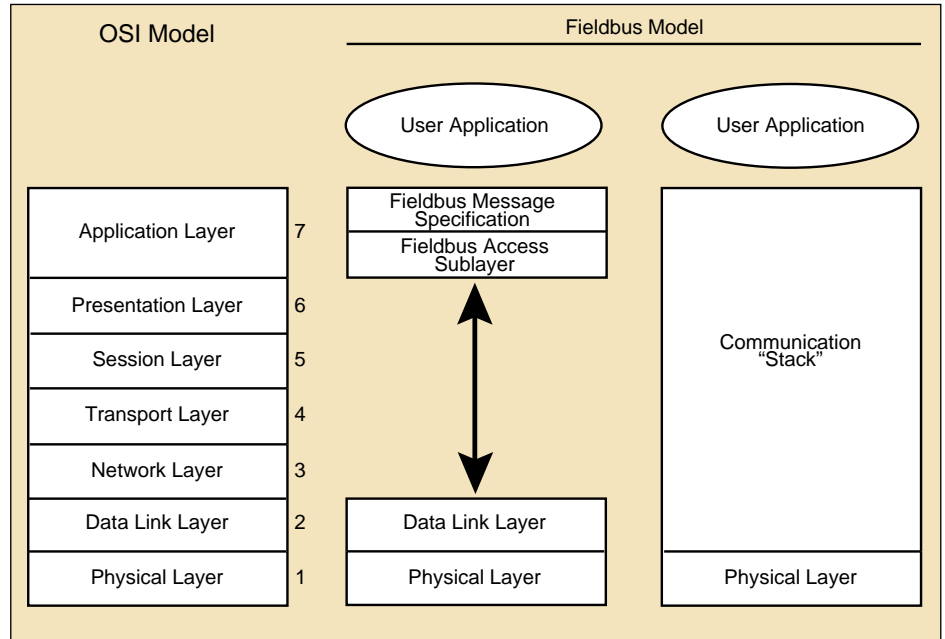 OSI Model
Fieldbus Model
User Application
User Application
Application Layer
7
Presentation Layer
6
Session Layer
5
Transport Layer
4
Network Layer
3
Data Link Layer
2
Physical Layer
1
Fieldbus Message
Specification
Fieldbus Access
Sublayer
Data Link Layer
Physical Layer
Communication
“Stack”
Physical Layer